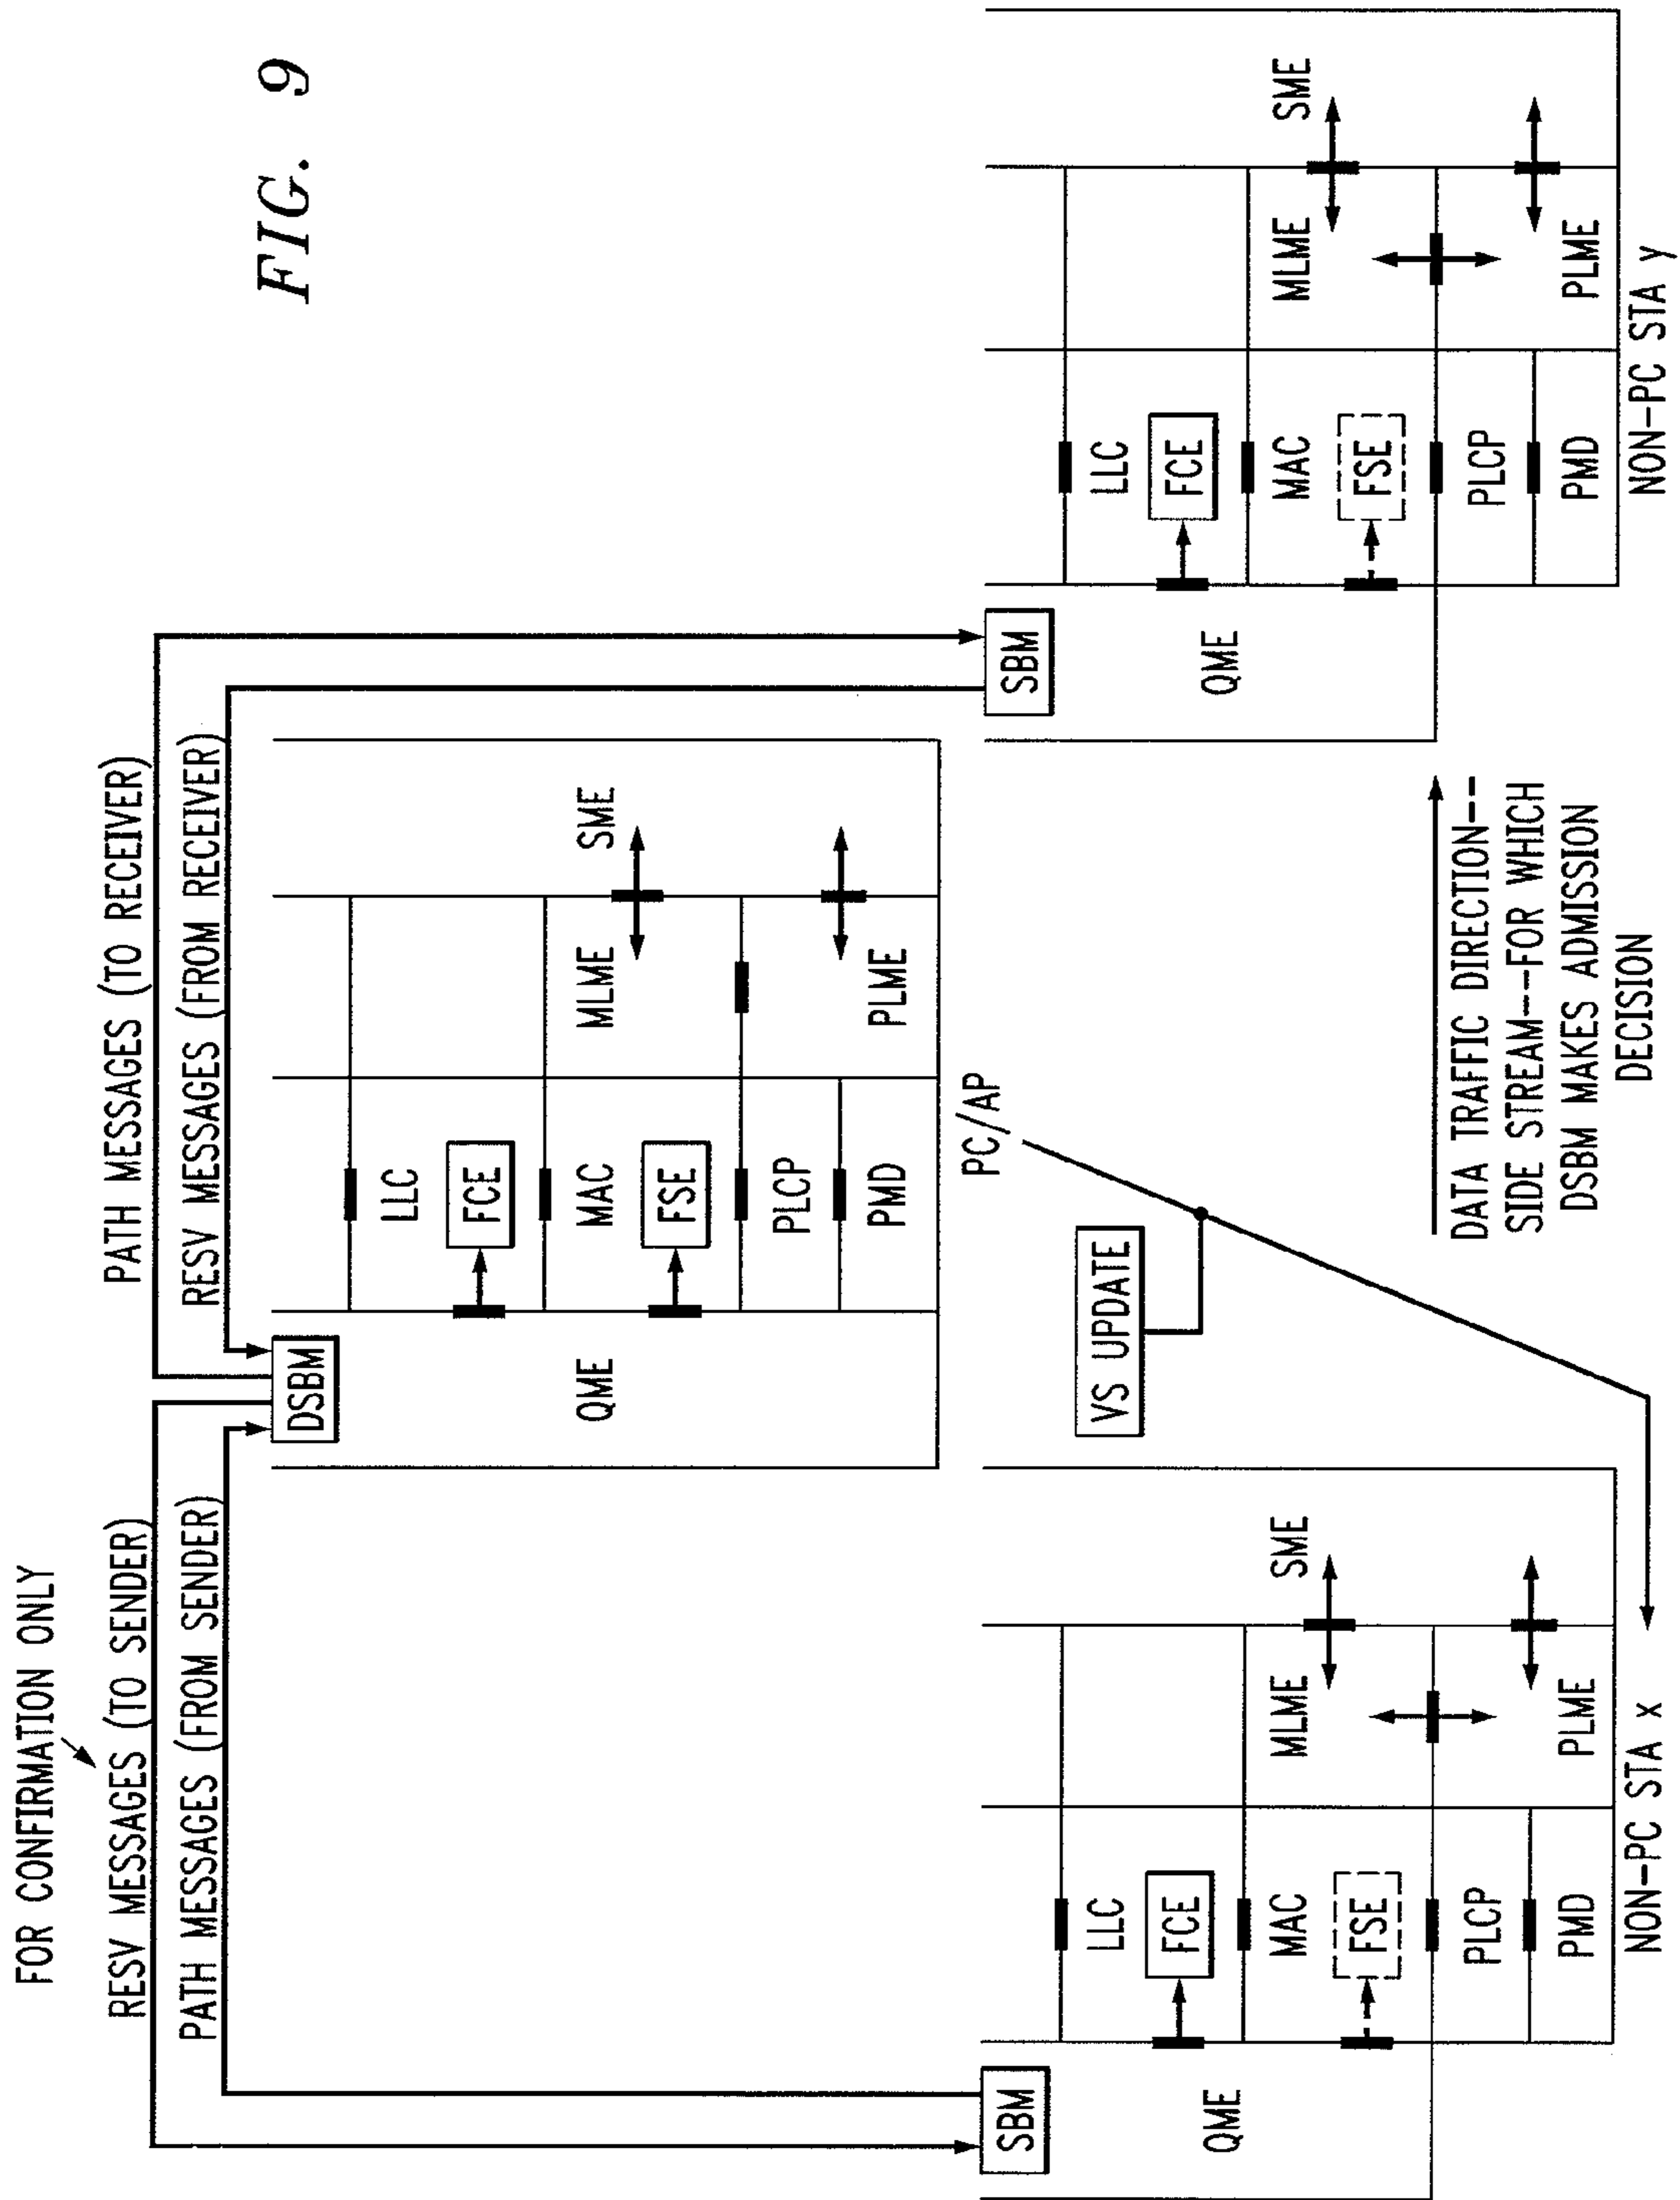 FIG. 9
FOR CONFIRMATION ONLY
RESV MESSAGES (TO SENDER)
PATH MESSAGES (FROM SENDER)
PATH MESSAGES (TO RECEIVER)
RESV MESSAGES (FROM RECEIVER)
DSBM
QME
LLC
FCE
MAC
FSE
PLCP
PMD
MLME
SME
PLME
PC/AP
VS UPDATE
SBM
QME
LLC
FCE
MAC
FSE
PLCP
PMD
MLME
SME
PLME
NON-PC STA x
DATA TRAFFIC DIRECTION--
SIDE STREAM--FOR WHICH
DSBM MAKES ADMISSION
DECISION
SBM
QME
LLC
FCE
MAC
FSE
PLCP
PMD
MLME
SME
PLME
NON-PC STA y